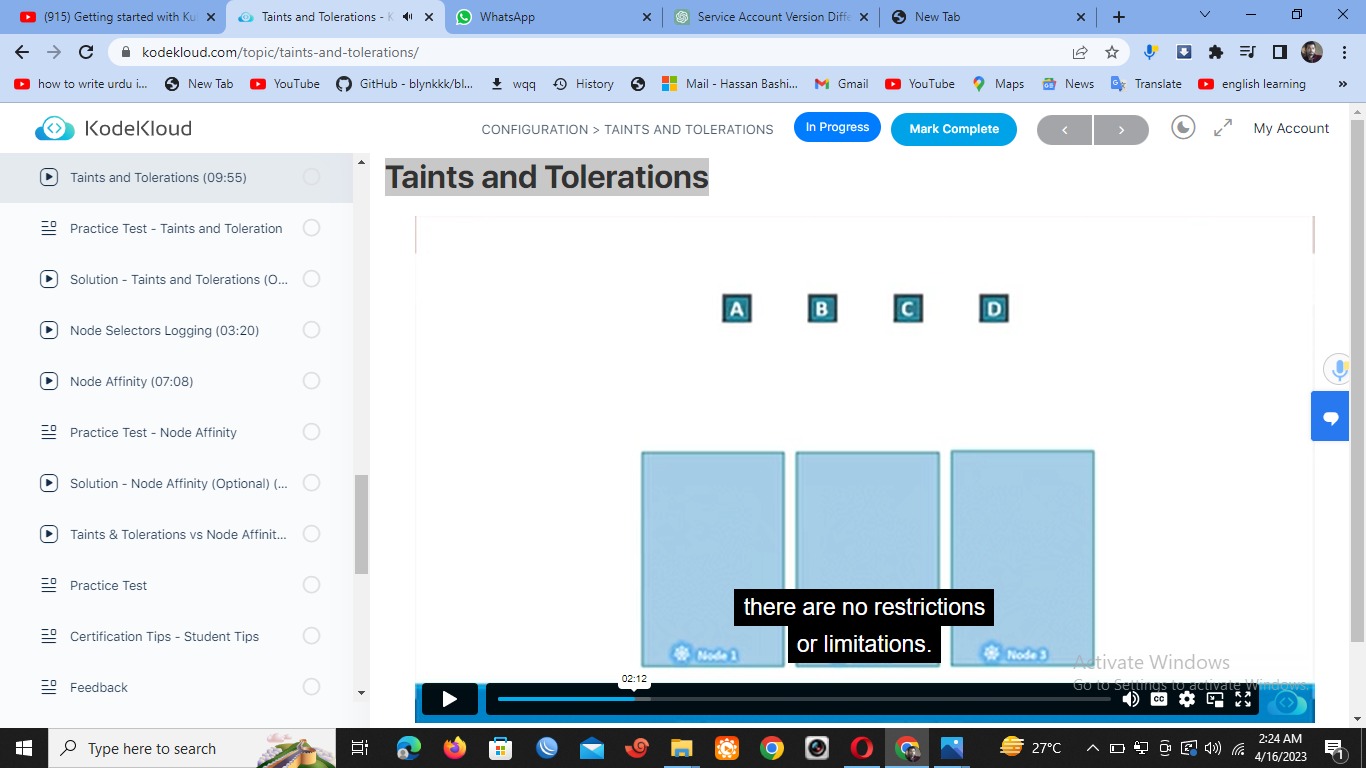 (915) Getting started with Ku
Taints and Tolerations - K
WhatsApp
Service Account Version Diffe
New Tab
kodekloud.com/topic/taints-and-tolerations/
how to write urdu i...
New Tab
YouTube
GitHub - blynkkk/bl...
wqq
History
Mail - Hassan Bashi...
Gmail
YouTube
Maps
News
Translate
english learning
»
KodeKloud
CONFIGURATION > TAINTS AND TOLERATIONS
In Progress
Mark Complete
My Account
Taints and Tolerations (09:55)
Practice Test - Taints and Toleration
Solution - Taints and Tolerations (O...
Node Selectors Logging (03:20)
Node Affinity (07:08)
Practice Test - Node Affinity
Solution - Node Affinity (Optional) (...
Taints & Tolerations vs Node Affinit...
Practice Test
Certification Tips - Student Tips
Feedback
Taints and Tolerations
A B C D
there are no restrictions
or limitations.
Node 1
Node 3
02:12
CC
Activate Windows
Go to Settings to activate Windows.
Type here to search
27°C
2:24 AM
4/16/2023
1